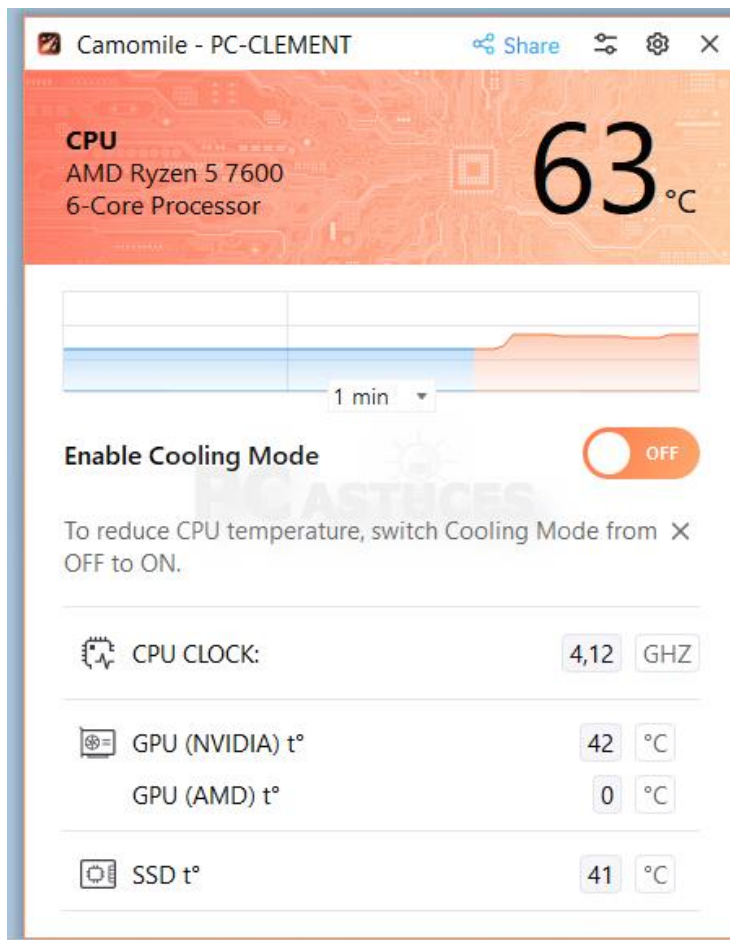 Camomile - PC-CLEMENT Share
CPU
AMD Ryzen 5 7600
6-Core Processor
63 °C
1 min
Enable Cooling Mode OFF
PC ASTUCES
To reduce CPU temperature, switch Cooling Mode from
OFF to ON.
CPU CLOCK: 4,12 GHZ
GPU (NVIDIA) t° 42 °C
GPU (AMD) t° 0 °C
SSD t° 41 °C